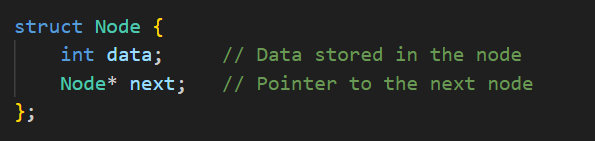 struct Node {
    int data;      // Data stored in the node
    Node* next;   // Pointer to the next node
};